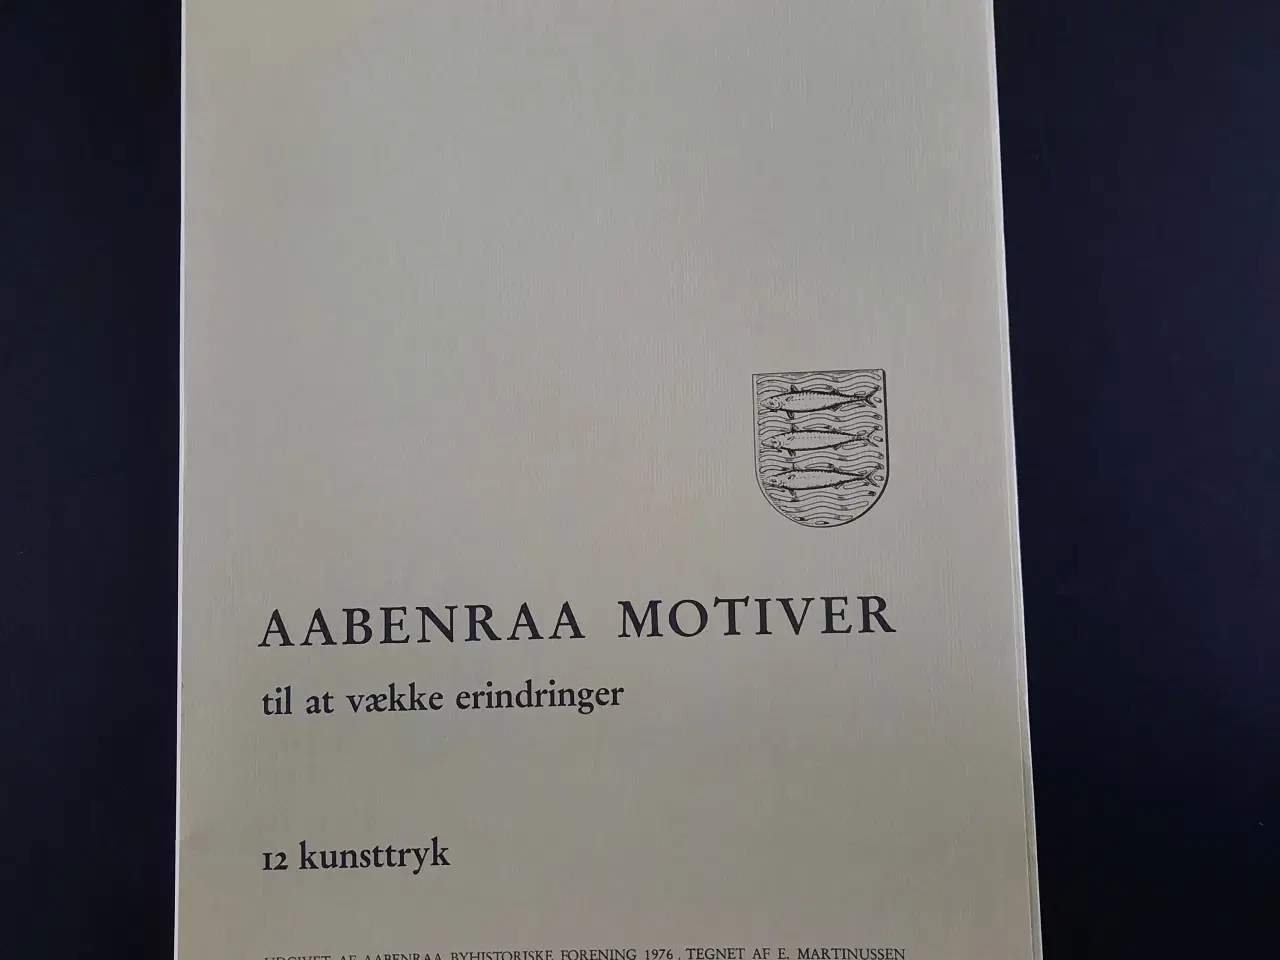 AABENRAA MOTIVER
til at vække erindringer
12 kunsttryk
UDGIVET AF AABENRAA BYHISTORISKE FORENING 1976. TEGNET AF E. MARTINUSSEN